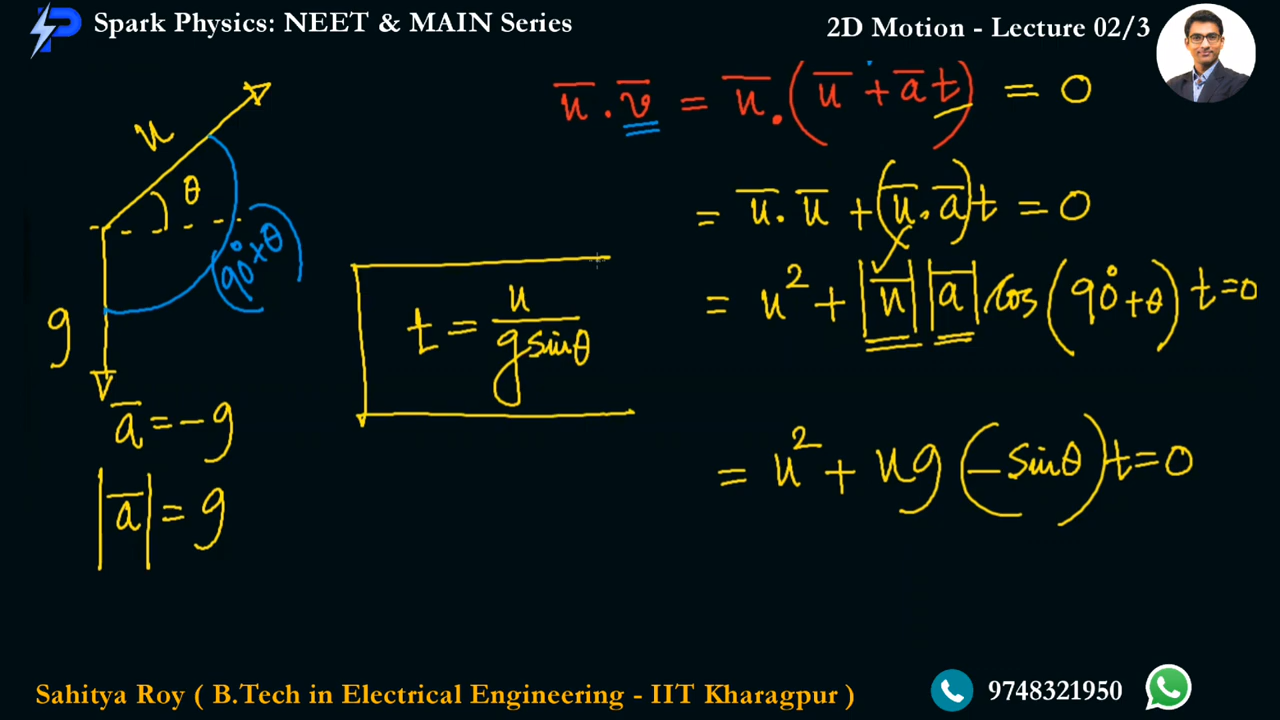 Spark Physics: NEET & MAIN Series
2D Motion - Lecture 02/3
u̅ . v̅ = u̅ . (u̅ + a̅t) = 0
= u̅ . u̅ + (u̅ . a̅)t = 0
= u² + |u̅| |a̅| cos(90° + θ) t = 0
= u² + ug (- sinθ) t = 0
u
θ
(90° + θ)
g
a̅ = - g
|a̅| = g
t = u / g sinθ
Sahitya Roy ( B.Tech in Electrical Engineering - IIT Kharagpur )
9748321950